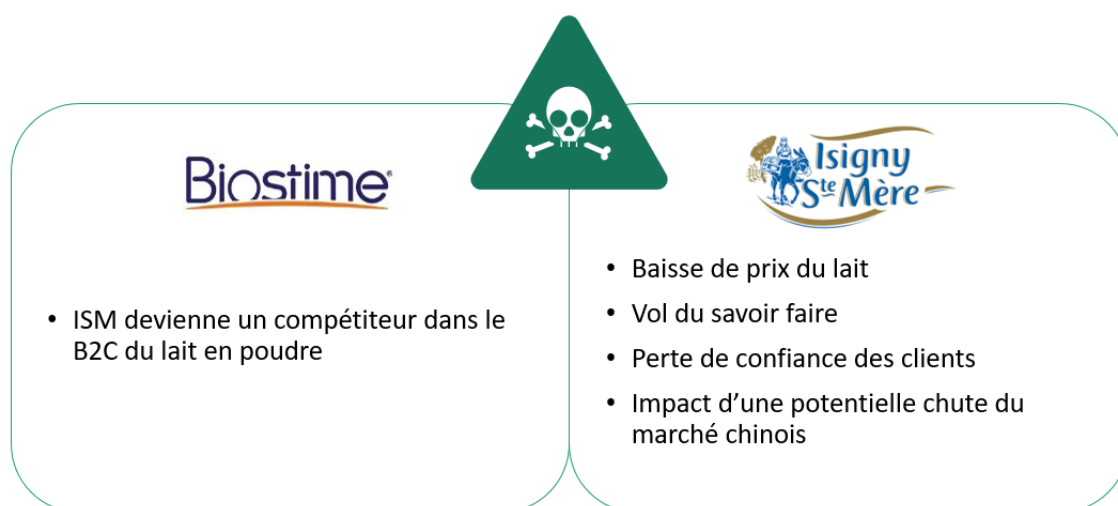 Biostime
• ISM devienne un compétiteur dans le
B2C du lait en poudre
Isigny
Ste Mère
• Baisse de prix du lait
• Vol du savoir faire
• Perte de confiance des clients
• Impact d’une potentielle chute du
marché chinois